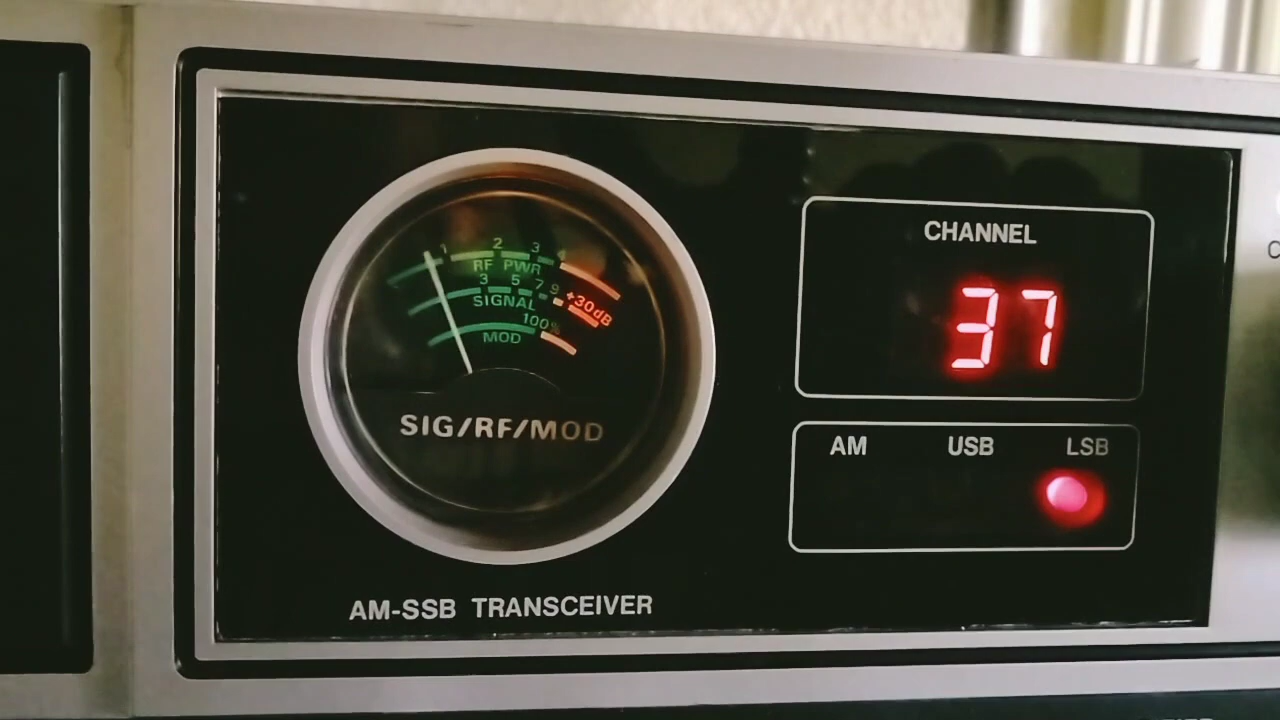 1 2 3 4
RF PWR
3 5 7 9 +30dB
SIGNAL
100%
MOD
SIG/RF/MOD
AM-SSB TRANSCEIVER
CHANNEL
37
AM USB LSB